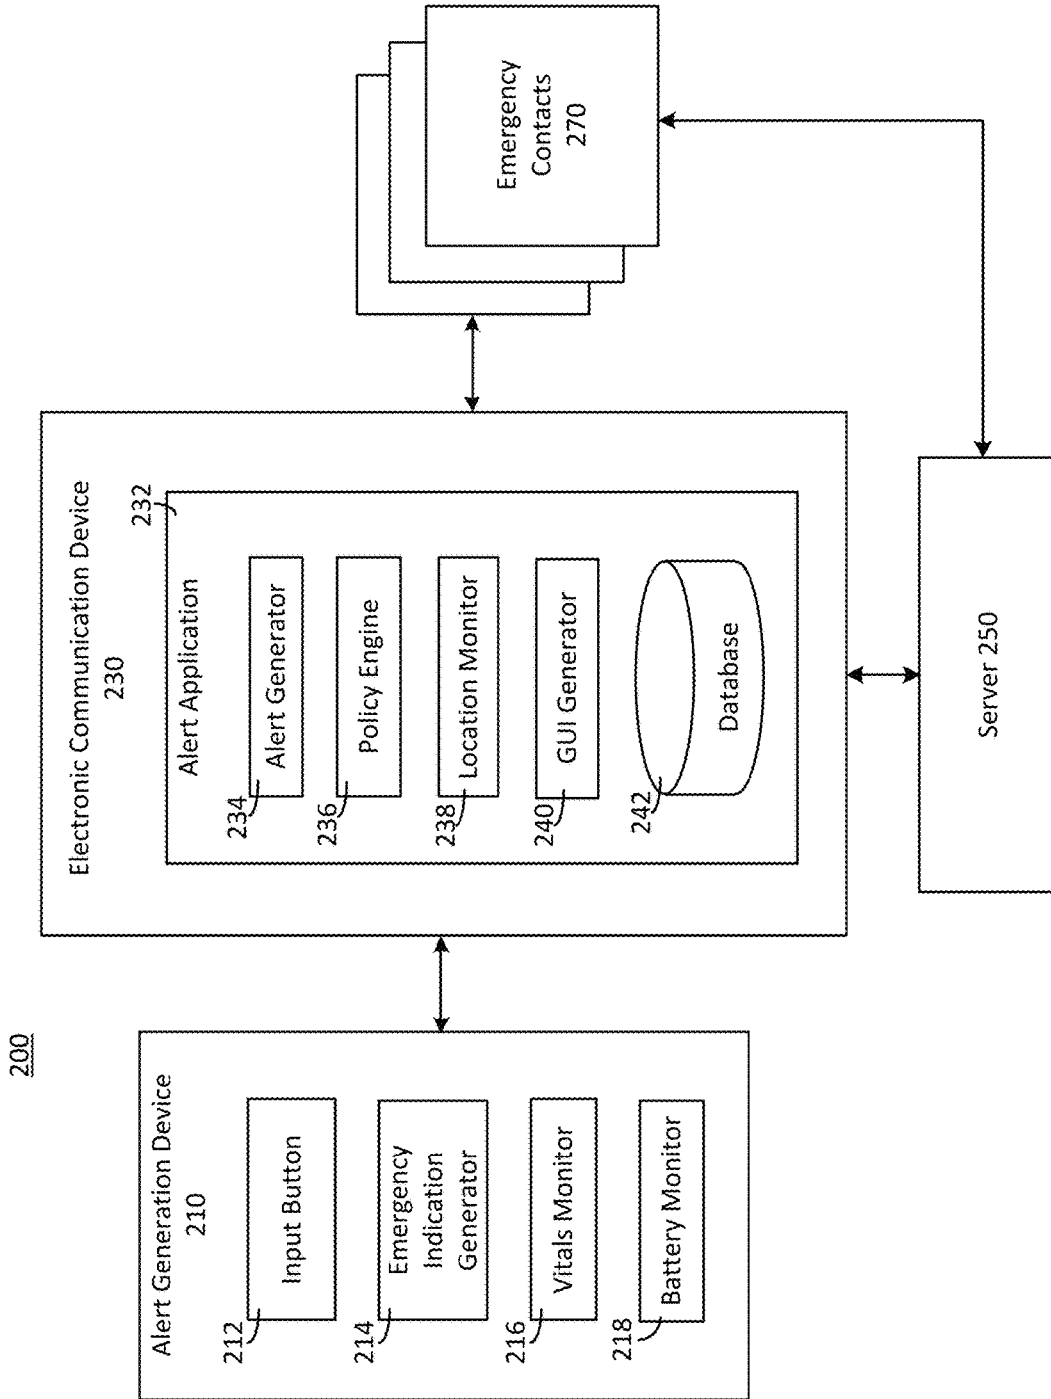 200
Alert Generation Device
210
212
Input Button
214
Emergency
Indication
Generator
216
Vitals Monitor
218
Battery Monitor
Electronic Communication Device
230
232
Alert Application
234
Alert Generator
236
Policy Engine
238
Location Monitor
240
GUI Generator
242
Database
Emergency
Contacts
270
Server 250